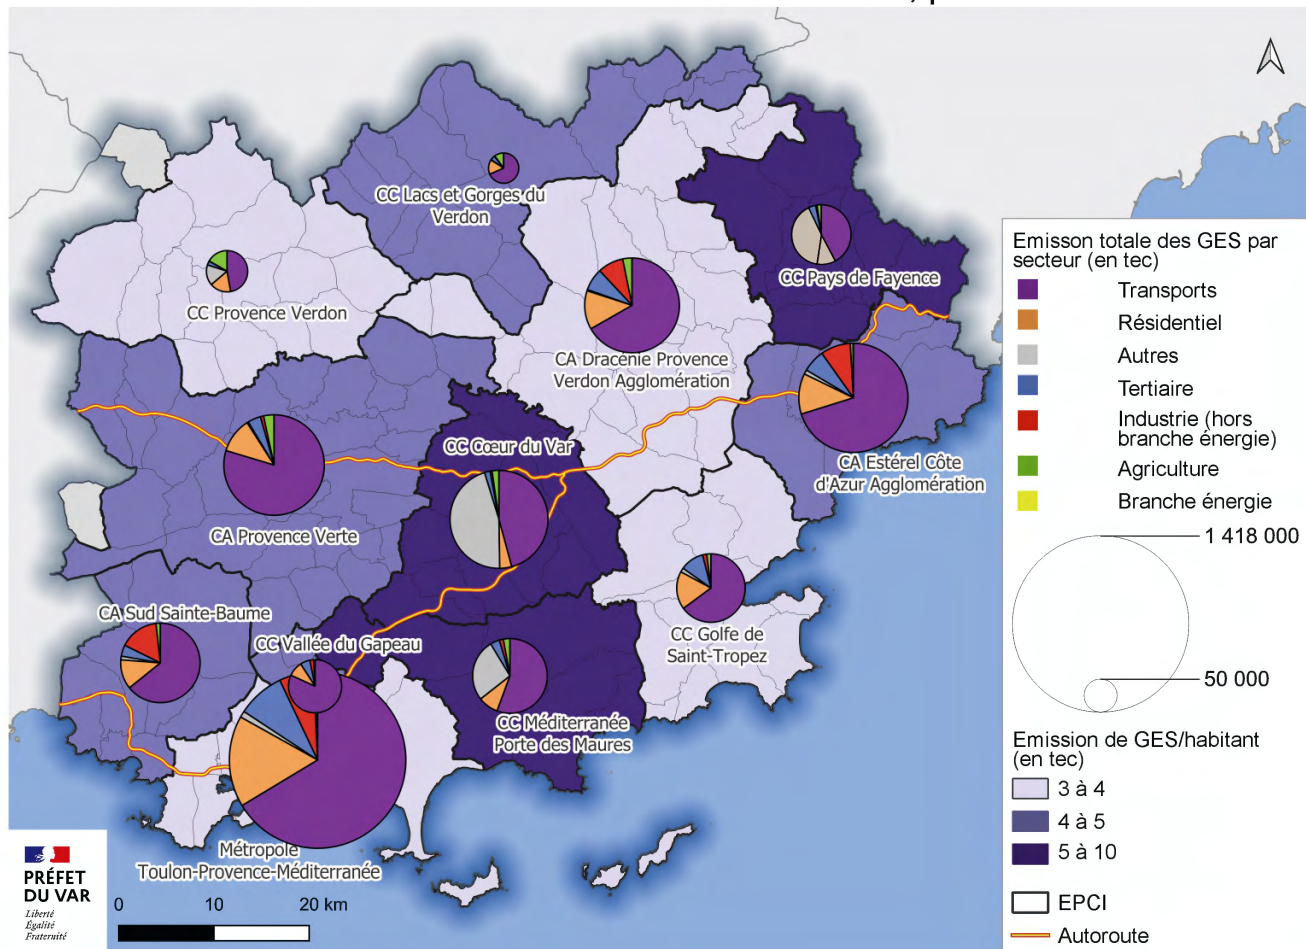 CC Lacs et Gorges du
Verdon
CC Pays de Fayence
CC Provence Verdon
CA Dracénie Provence
Verdon Agglomération
CC Cœur du Var
CA Estérel Côte
d'Azur Agglomération
CA Provence Verte
CA Sud Sainte-Baume
CC Vallée du Gapeau
CC Golfe de
Saint-Tropez
CC Méditerranée
Porte des Maures
Métropole
Toulon-Provence-Méditerranée
Emisson totale des GES par
secteur (en tec)
Transports
Résidentiel
Autres
Tertiaire
Industrie (hors
branche énergie)
Agriculture
Branche énergie
1 418 000
50 000
Emission de GES/habitant
(en tec)
3 à 4
4 à 5
5 à 10
EPCI
Autoroute
PRÉFET
DU VAR
Liberté
Égalité
Fraternité
0 10 20 km